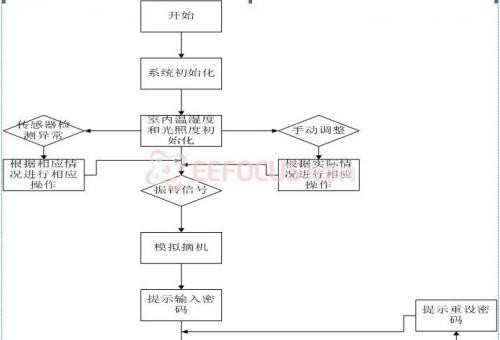 开始
系统初始化
传感器检
测异常
室内温湿度
和光照度初
始化
手动调整
根据相应情
况进行相应
操作
根据实际情
况进行相应
操作
EEFOCUS.COM
振铃信号
模拟摘机
提示输入密
码
提示重设密
码